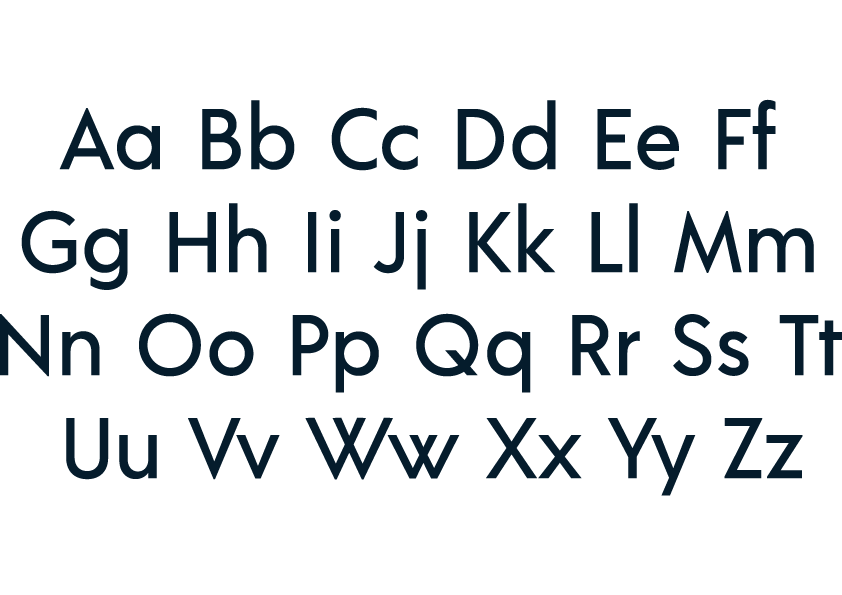 Aa Bb Cc Dd Ee Ff
Gg Hh Ii Jj Kk Ll Mm
Nn Oo Pp Qq Rr Ss Tt
Uu Vv Ww Xx Yy Zz